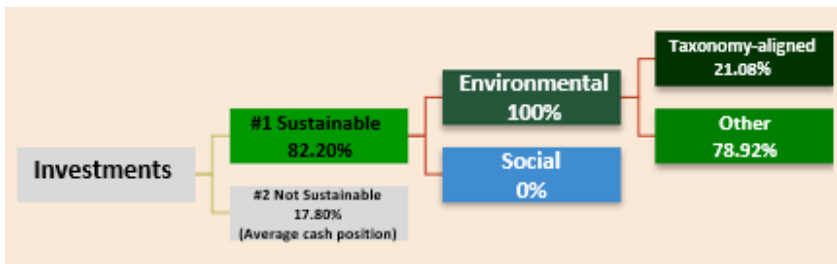 Investments
#1 Sustainable
82.20%
#2 Not Sustainable
17.80%
(Average cash position)
Environmental
100%
Social
0%
Taxonomy-aligned
21.08%
Other
78.92%